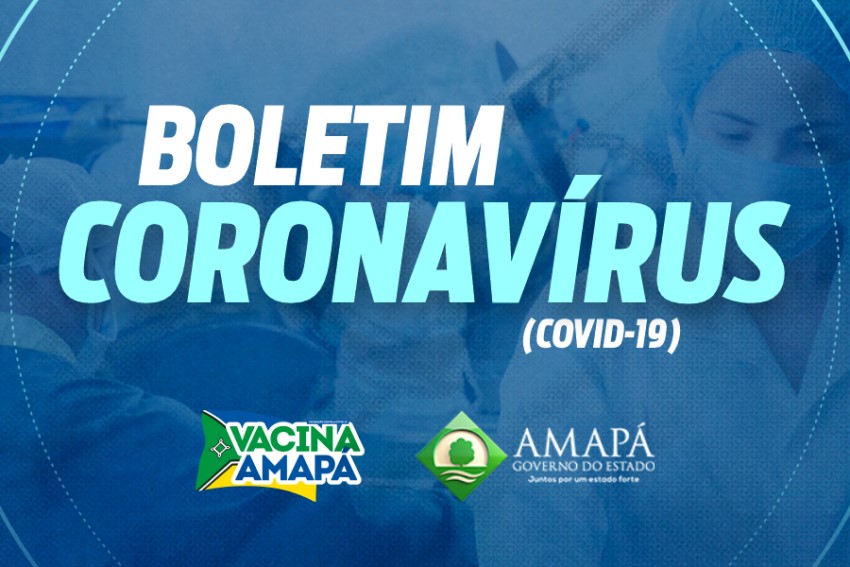 BOLETIM
CORONAVÍRUS
(COVID-19)
VACINA
AMAPÁ
AMAPÁ
GOVERNO DO ESTADO
Juntos por um estado forte